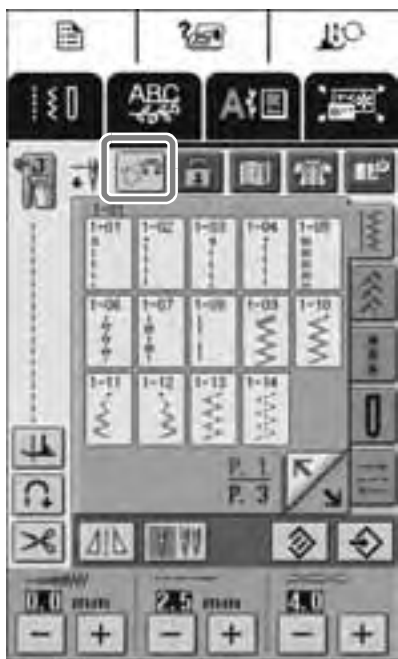 ABC
A
J
1-01
1-01 1-02 1-03 1-04 1-05
1-06 1-07 1-08 1-09 1-10
1-11 1-12 1-13 1-14
P. 1
P. 3
0.0 mm 2.5 mm 4.0
- + - + - +